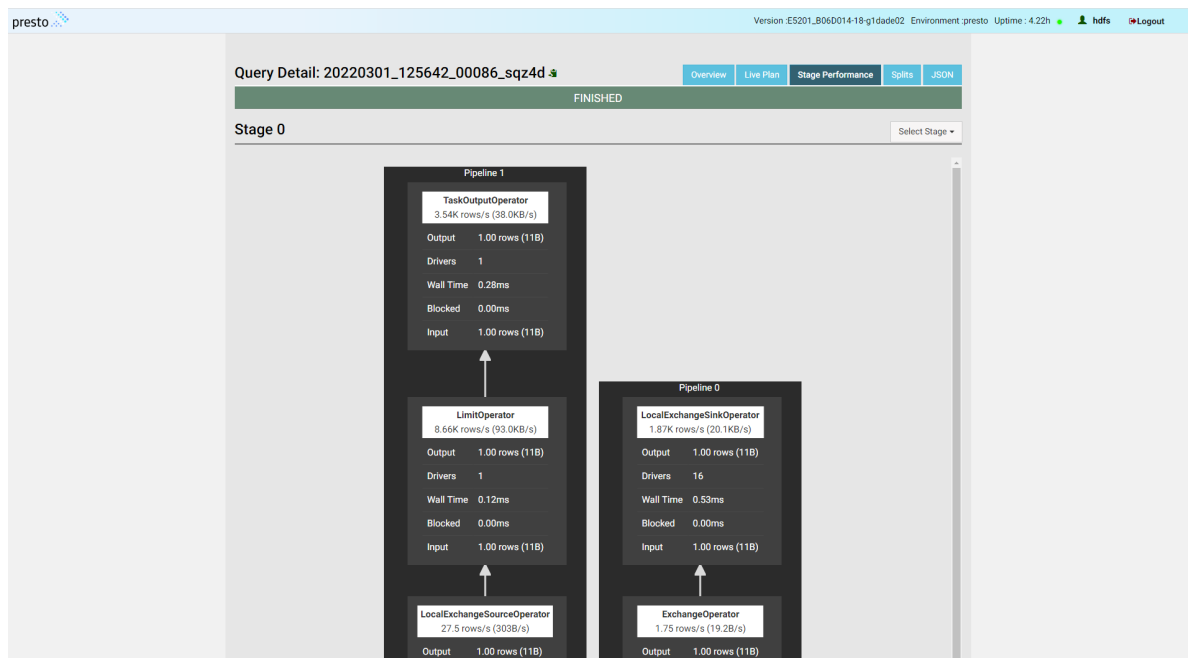 presto
Version :E5201_B06D014-18-g1dade02 Environment :presto Uptime : 4.22h hdfs Logout
Query Detail: 20220301_125642_00086_sqz4d
Overview Live Plan Stage Performance Splits JSON
FINISHED
Stage 0
Select Stage
Pipeline 1
TaskOutputOperator
3.54K rows/s (38.0KB/s)
Output 1.00 rows (11B)
Drivers 1
Wall Time 0.28ms
Blocked 0.00ms
Input 1.00 rows (11B)
LimitOperator
8.66K rows/s (93.0KB/s)
Output 1.00 rows (11B)
Drivers 1
Wall Time 0.12ms
Blocked 0.00ms
Input 1.00 rows (11B)
LocalExchangeSourceOperator
27.5 rows/s (303B/s)
Output 1.00 rows (11B)
Pipeline 0
LocalExchangeSinkOperator
1.87K rows/s (20.1KB/s)
Output 1.00 rows (11B)
Drivers 16
Wall Time 0.53ms
Blocked 0.00ms
Input 1.00 rows (11B)
ExchangeOperator
1.75 rows/s (19.2B/s)
Output 1.00 rows (11B)